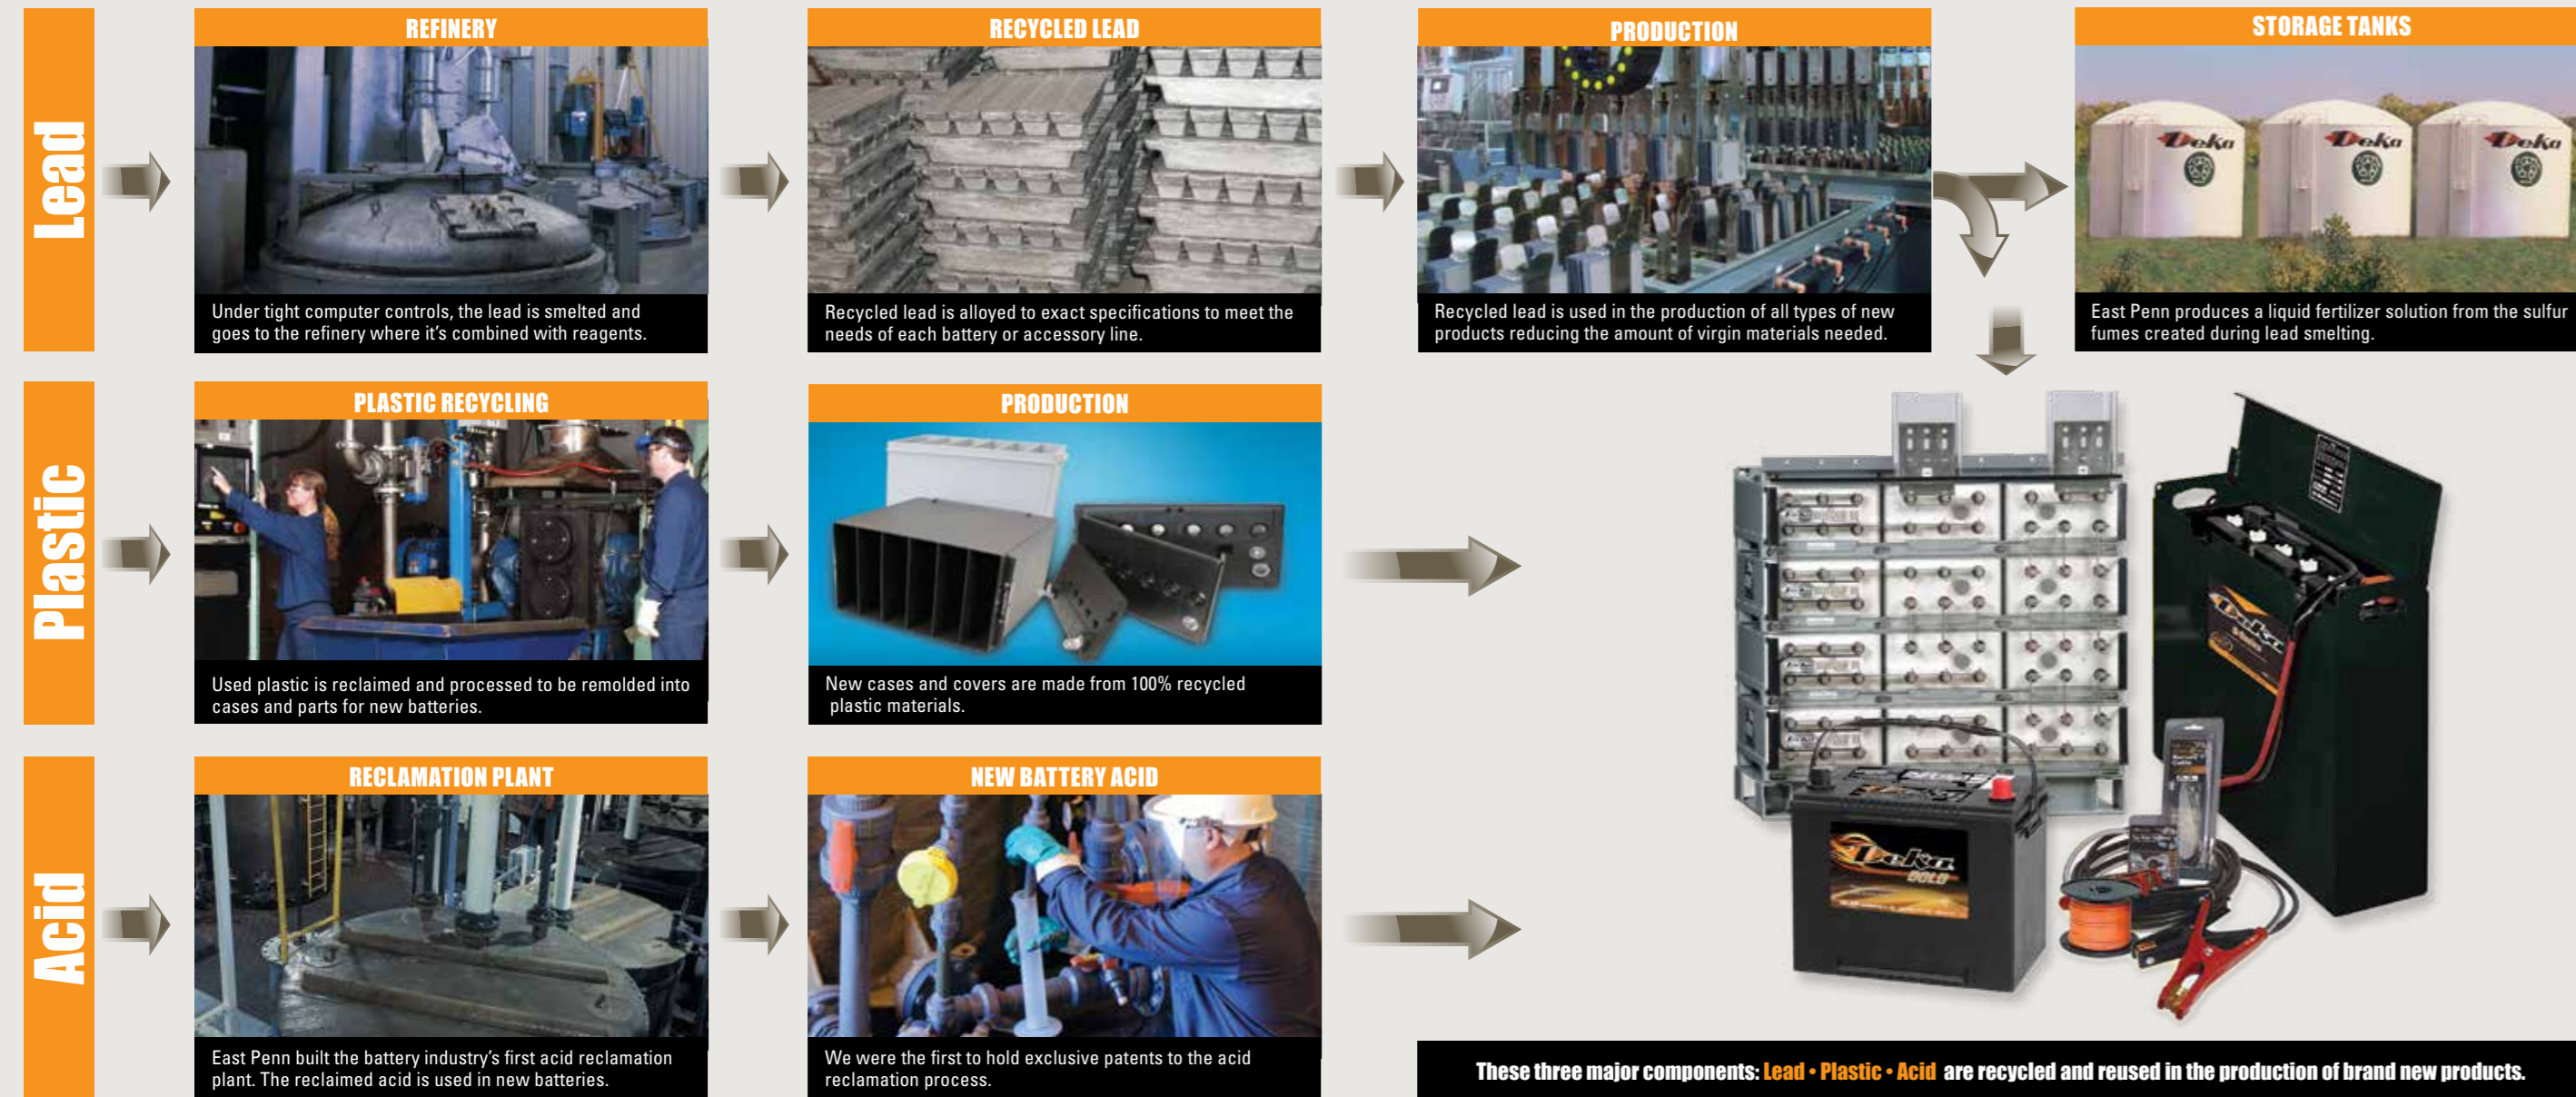 Lead
REFINERY
Under tight computer controls, the lead is smelted and
goes to the refinery where it's combined with reagents.
RECYCLED LEAD
Recycled lead is alloyed to exact specifications to meet the
needs of each battery or accessory line.
PRODUCTION
Recycled lead is used in the production of all types of new
products reducing the amount of virgin materials needed.
STORAGE TANKS
Deka
Deka
Deka
East Penn produces a liquid fertilizer solution from the sulfur
fumes created during lead smelting.
Plastic
PLASTIC RECYCLING
Used plastic is reclaimed and processed to be remolded into
cases and parts for new batteries.
PRODUCTION
New cases and covers are made from 100% recycled
plastic materials.
Acid
RECLAMATION PLANT
East Penn built the battery industry's first acid reclamation
plant. The reclaimed acid is used in new batteries.
NEW BATTERY ACID
We were the first to hold exclusive patents to the acid
reclamation process.
Deka
Deka
GOLD
These three major components: Lead • Plastic • Acid are recycled and reused in the production of brand new products.